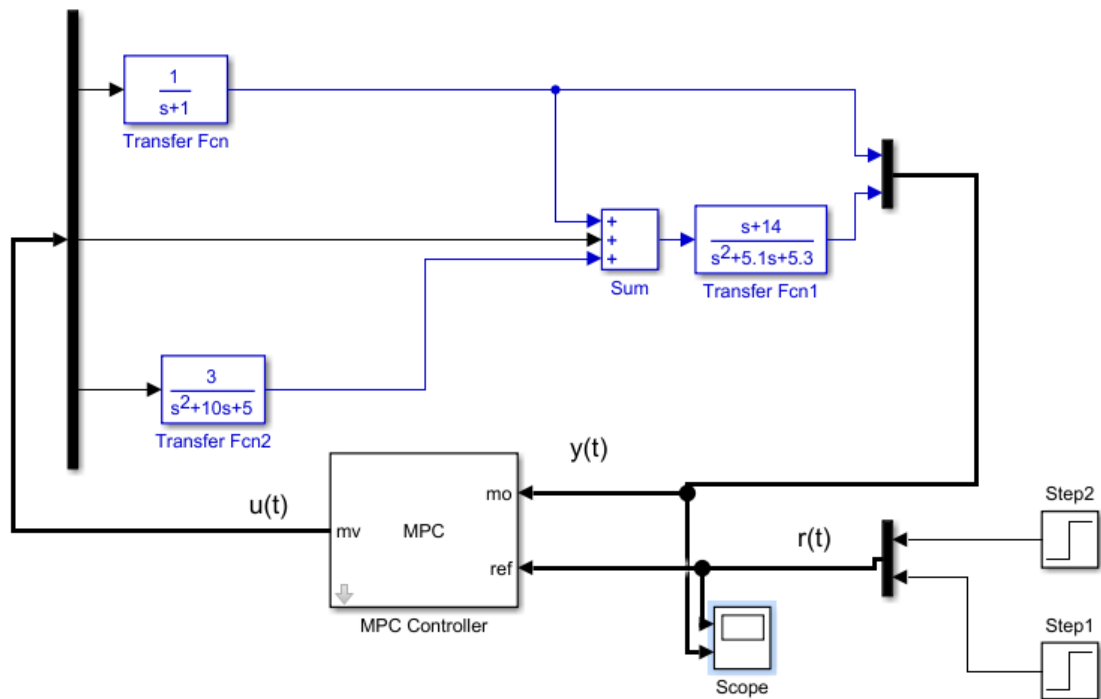 1
s+1
Transfer Fcn
+
+
+
Sum
s+14
s2+5.1s+5.3
Transfer Fcn1
3
s2+10s+5
Transfer Fcn2
y(t)
u(t)
mo
mv
MPC
ref
MPC Controller
r(t)
Step2
Step1
Scope